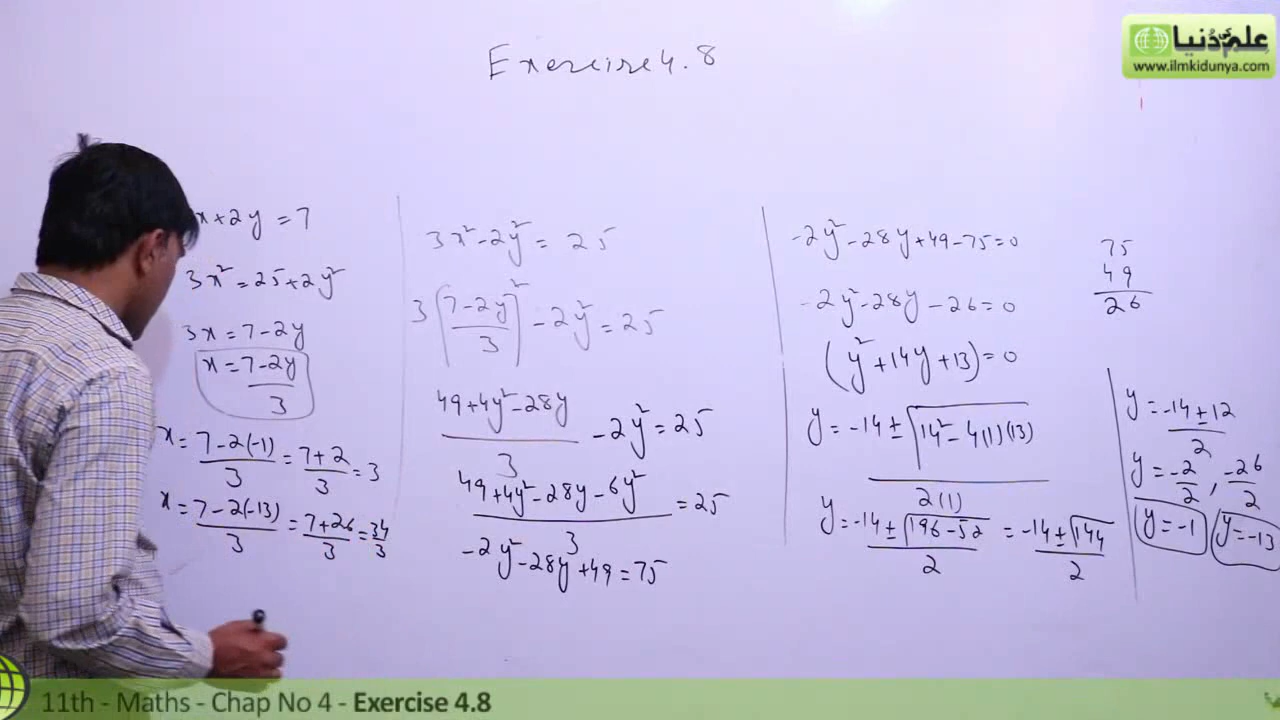 Exercise 4.8
علم کی دنیا
www.ilmkidunya.com
x+2y = 7
3x² = 25+2y²
3x = 7-2y
x = 7-2y/3
x = 7-2(-1)/3 = 7+2/3 = 3
x = 7-2(-13)/3 = 7+26/3 = 34/3
3x²-2y² = 25
3(7-2y/3)² - 2y² = 25
49+4y²-28y/3 - 2y² = 25
49+4y²-28y-6y²/3 = 25
-2y²-28y+49 = 75
-2y²-28y+49-75=0
-2y²-28y-26=0
(y²+14y+13)=0
y = -14±√14²-4(1)(13)/2(1)
y = -14±√196-52/2 = -14±√144/2
75
49
26
y = -14±12/2
y = -2/2, -26/2
y=-1 y=-13
11th - Maths - Chap No 4 - Exercise 4.8